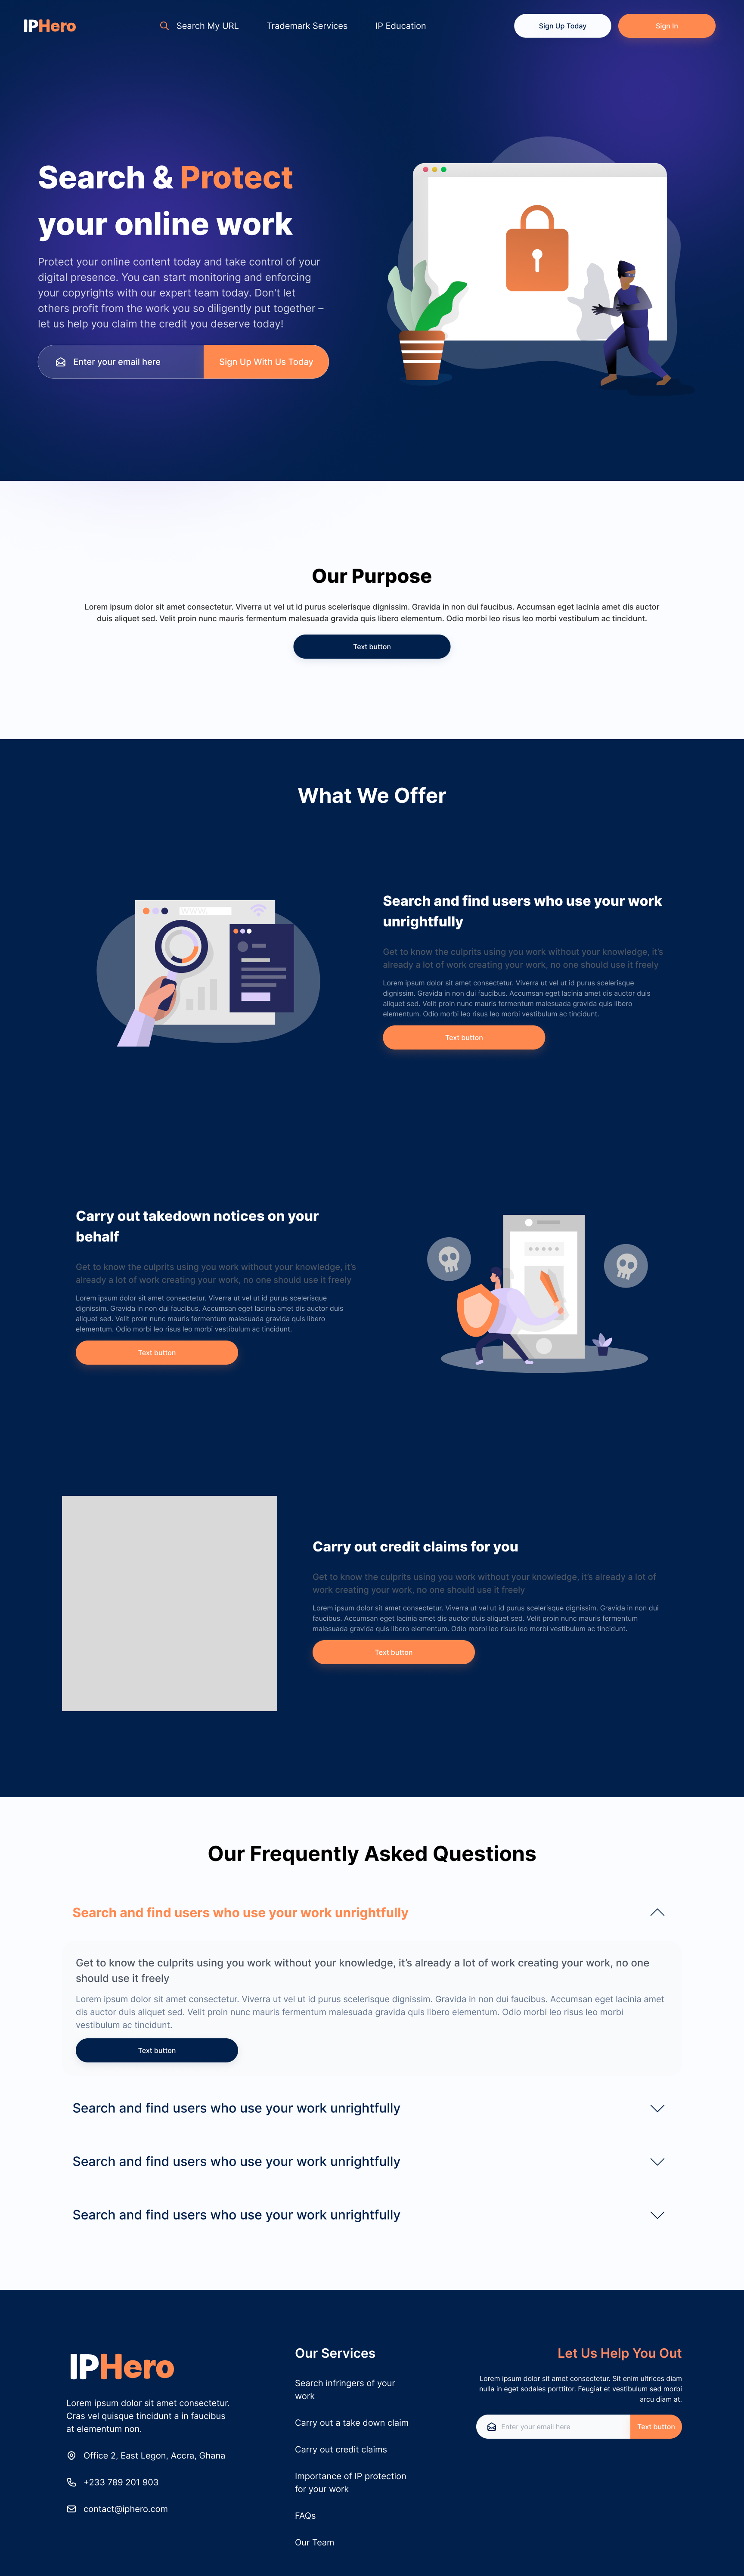 IPHero
Search My URL
Trademark Services
IP Education
Sign Up Today
Sign In
Search & Protect
your online work
Protect your online content today and take control of your
digital presence. You can start monitoring and enforcing
your copyrights with our expert team today. Don't let
others profit from the work you so diligently put together –
let us help you claim the credit you deserve today!
Enter your email here
Sign Up With Us Today
Our Purpose
Lorem ipsum dolor sit amet consectetur. Viverra ut vel ut id purus scelerisque dignissim. Gravida in non dui faucibus. Accumsan eget lacinia amet dis auctor
duis aliquet sed. Velit proin nunc mauris fermentum malesuada gravida quis libero elementum. Odio morbi leo risus leo morbi vestibulum ac tincidunt.
Text button
What We Offer
Search and find users who use your work
unrightfully
Get to know the culprits using you work without your knowledge, it's
already a lot of work creating your work, no one should use it freely
Lorem ipsum dolor sit amet consectetur. Viverra ut vel ut id purus scelerisque
dignissim. Gravida in non dui faucibus. Accumsan eget lacinia amet dis auctor duis
aliquet sed. Velit proin nunc mauris fermentum malesuada gravida quis libero
elementum. Odio morbi leo risus leo morbi vestibulum ac tincidunt.
Text button
Carry out takedown notices on your
behalf
Get to know the culprits using you work without your knowledge, it's
already a lot of work creating your work, no one should use it freely
Lorem ipsum dolor sit amet consectetur. Viverra ut vel ut id purus scelerisque
dignissim. Gravida in non dui faucibus. Accumsan eget lacinia amet dis auctor duis
aliquet sed. Velit proin nunc mauris fermentum malesuada gravida quis libero
elementum. Odio morbi leo risus leo morbi vestibulum ac tincidunt.
Text button
Carry out credit claims for you
Get to know the culprits using you work without your knowledge, it's already a lot of
work creating your work, no one should use it freely
Lorem ipsum dolor sit amet consectetur. Viverra ut vel ut id purus scelerisque dignissim. Gravida in non dui
faucibus. Accumsan eget lacinia amet dis auctor duis aliquet sed. Velit proin nunc mauris fermentum
malesuada gravida quis libero elementum. Odio morbi leo risus leo morbi vestibulum ac tincidunt.
Text button
Our Frequently Asked Questions
Search and find users who use your work unrightfully
Get to know the culprits using you work without your knowledge, it's already a lot of work creating your work, no one
should use it freely
Lorem ipsum dolor sit amet consectetur. Viverra ut vel ut id purus scelerisque dignissim. Gravida in non dui faucibus. Accumsan eget lacinia amet
dis auctor duis aliquet sed. Velit proin nunc mauris fermentum malesuada gravida quis libero elementum. Odio morbi leo risus leo morbi
vestibulum ac tincidunt.
Text button
Search and find users who use your work unrightfully
Search and find users who use your work unrightfully
Search and find users who use your work unrightfully
IPHero
Lorem ipsum dolor sit amet consectetur.
Cras vel quisque tincidunt a in faucibus
at elementum non.
Office 2, East Legon, Accra, Ghana
+233 789 201 903
contact@iphero.com
Our Services
Search infringers of your
work
Carry out a take down claim
Carry out credit claims
Importance of IP protection
for your work
FAQs
Our Team
Let Us Help You Out
Lorem ipsum dolor sit amet consectetur. Sit enim ultrices diam
nulla in eget sodales porttitor. Feugiat et vestibulum sed morbi
arcu diam at.
Enter your email here
Text button